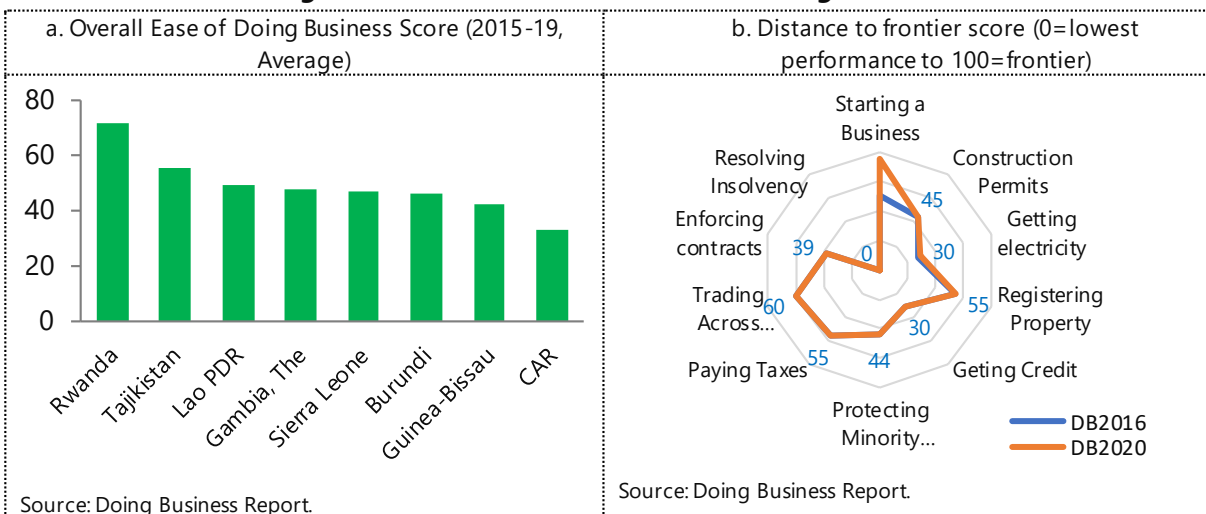 a. Overall Ease of Doing Business Score (2015-19,
Average)
80
60
40
20
0
Rwanda
Tajikistan
Lao PDR
Gambia, The
Sierra Leone
Burundi
Guinea-Bissau
CAR
Source: Doing Business Report.
b. Distance to frontier score (0=lowest
performance to 100=frontier)
Starting a
Business
Construction
Permits
Getting
electricity
Registering
Property
Geting Credit
Protecting
Minority...
Paying Taxes
Trading
Across...
Enforcing
contracts
Resolving
Insolvency
45
30
55
30
44
55
60
39
0
DB2016
DB2020
Source: Doing Business Report.